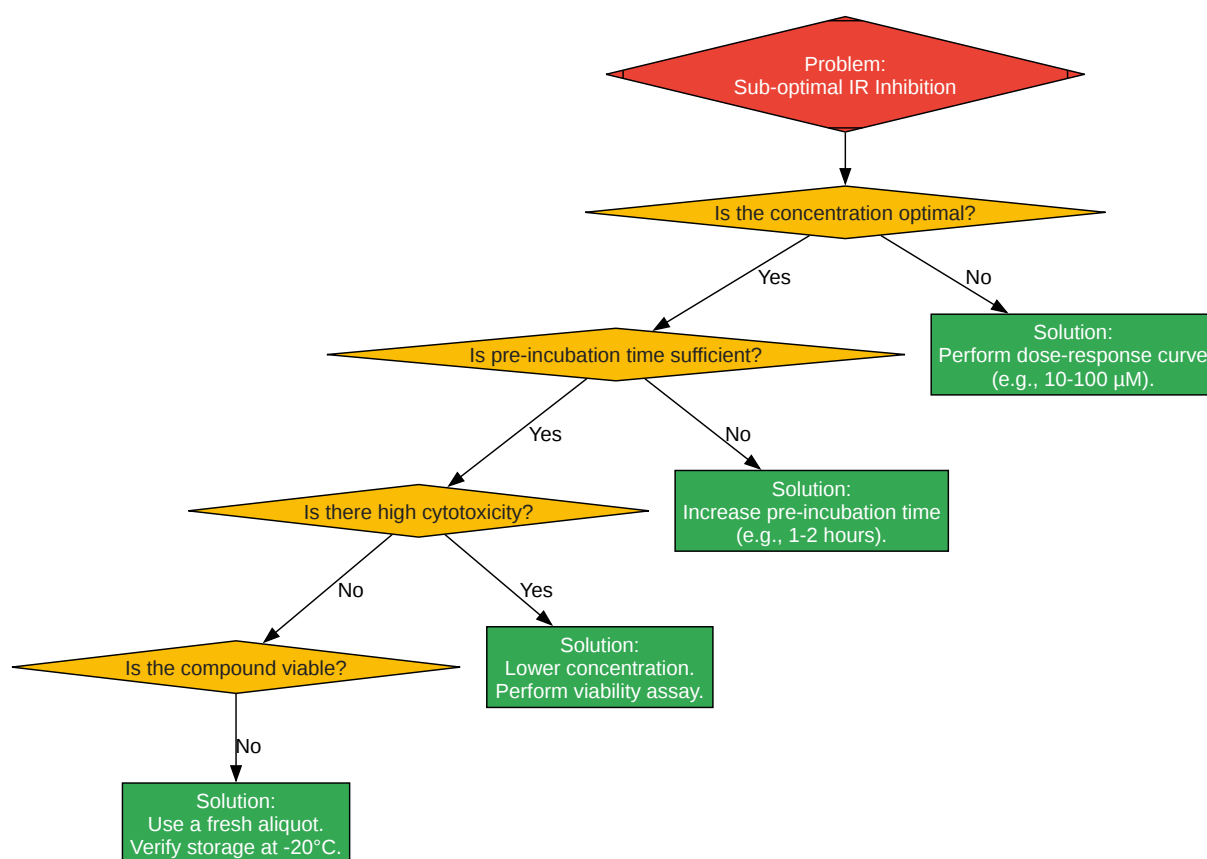 Problem:
Sub-optimal IR Inhibition
Is the concentration optimal?
Yes
No
Is pre-incubation time sufficient?
Solution:
Perform dose-response curve
(e.g., 10-100 µM).
Yes
No
Is there high cytotoxicity?
Solution:
Increase pre-incubation time
(e.g., 1-2 hours).
No
Yes
Is the compound viable?
Solution:
Lower concentration.
Perform viability assay.
No
Solution:
Use a fresh aliquot.
Verify storage at -20°C.